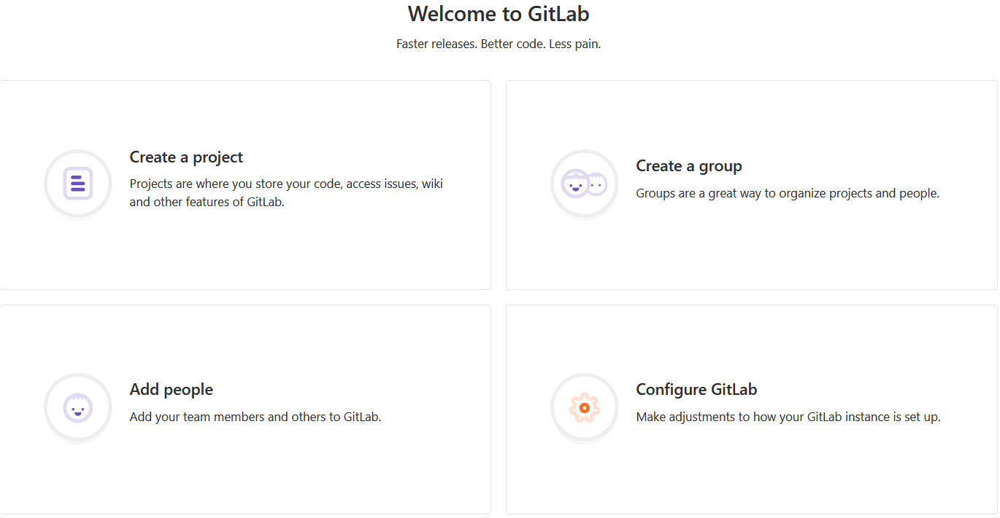 Welcome to GitLab
Faster releases. Better code. Less pain.
Create a project
Projects are where you store your code, access issues, wiki
and other features of GitLab.
Create a group
Groups are a great way to organize projects and people.
Add people
Add your team members and others to GitLab.
Configure GitLab
Make adjustments to how your GitLab instance is set up.